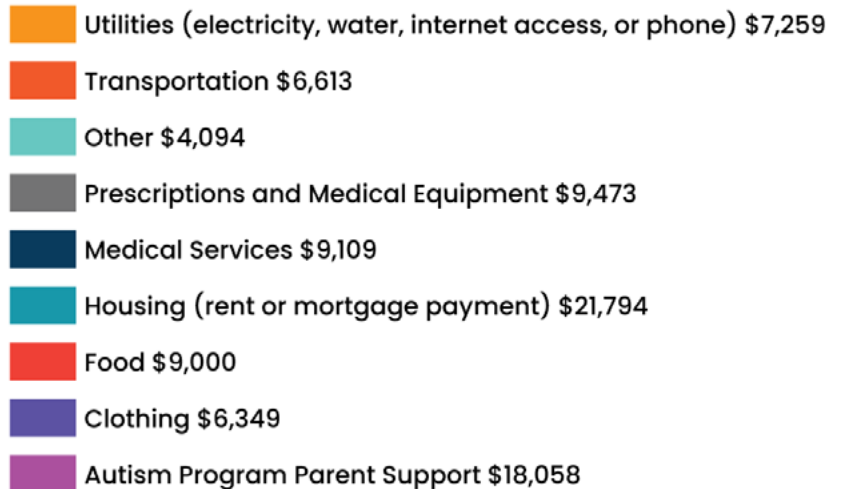 Utilities (electricity, water, internet access, or phone) $7,259
Transportation $6,613
Other $4,094
Prescriptions and Medical Equipment $9,473
Medical Services $9,109
Housing (rent or mortgage payment) $21,794
Food $9,000
Clothing $6,349
Autism Program Parent Support $18,058